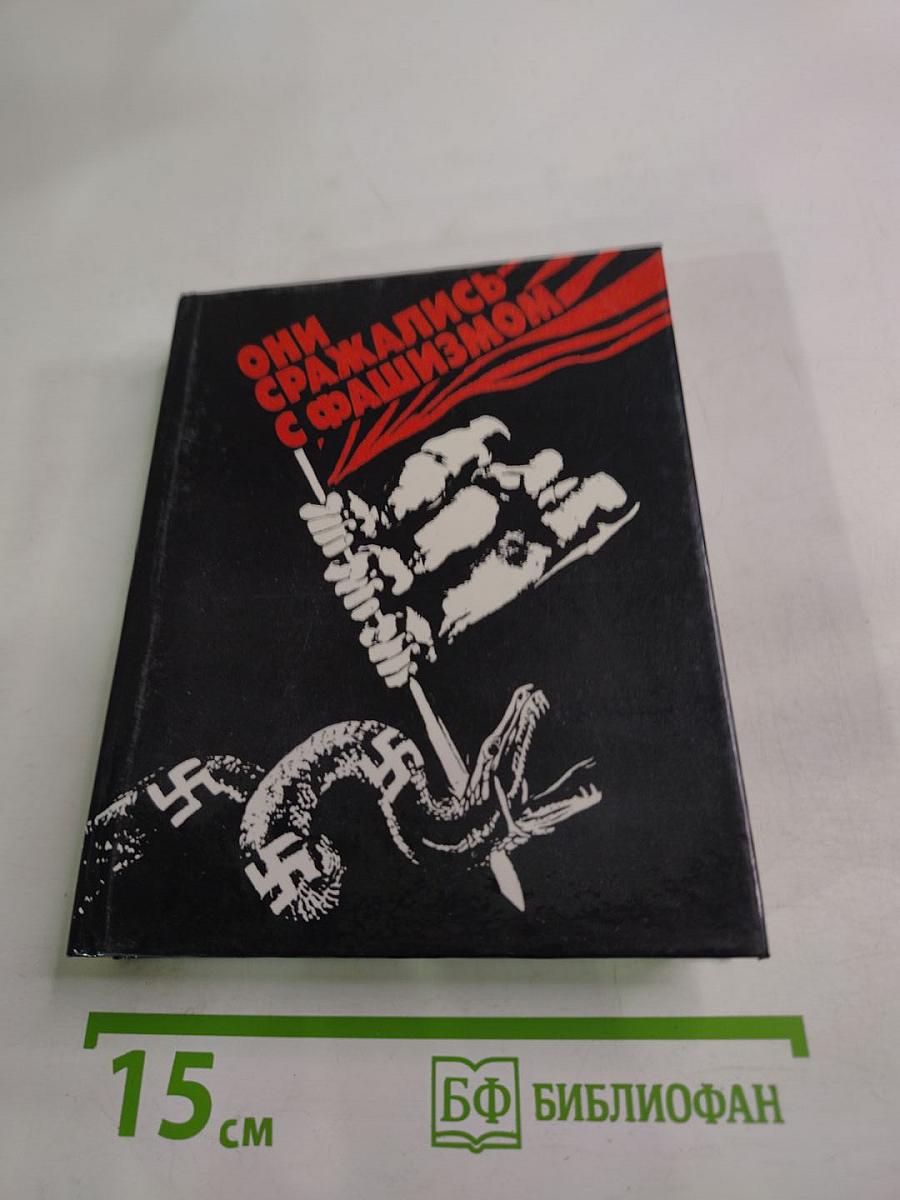 ОНИ
СРАЖАЛИСЬ
С ФАШИЗМОМ
15 см
БФ БИБЛИОФАН